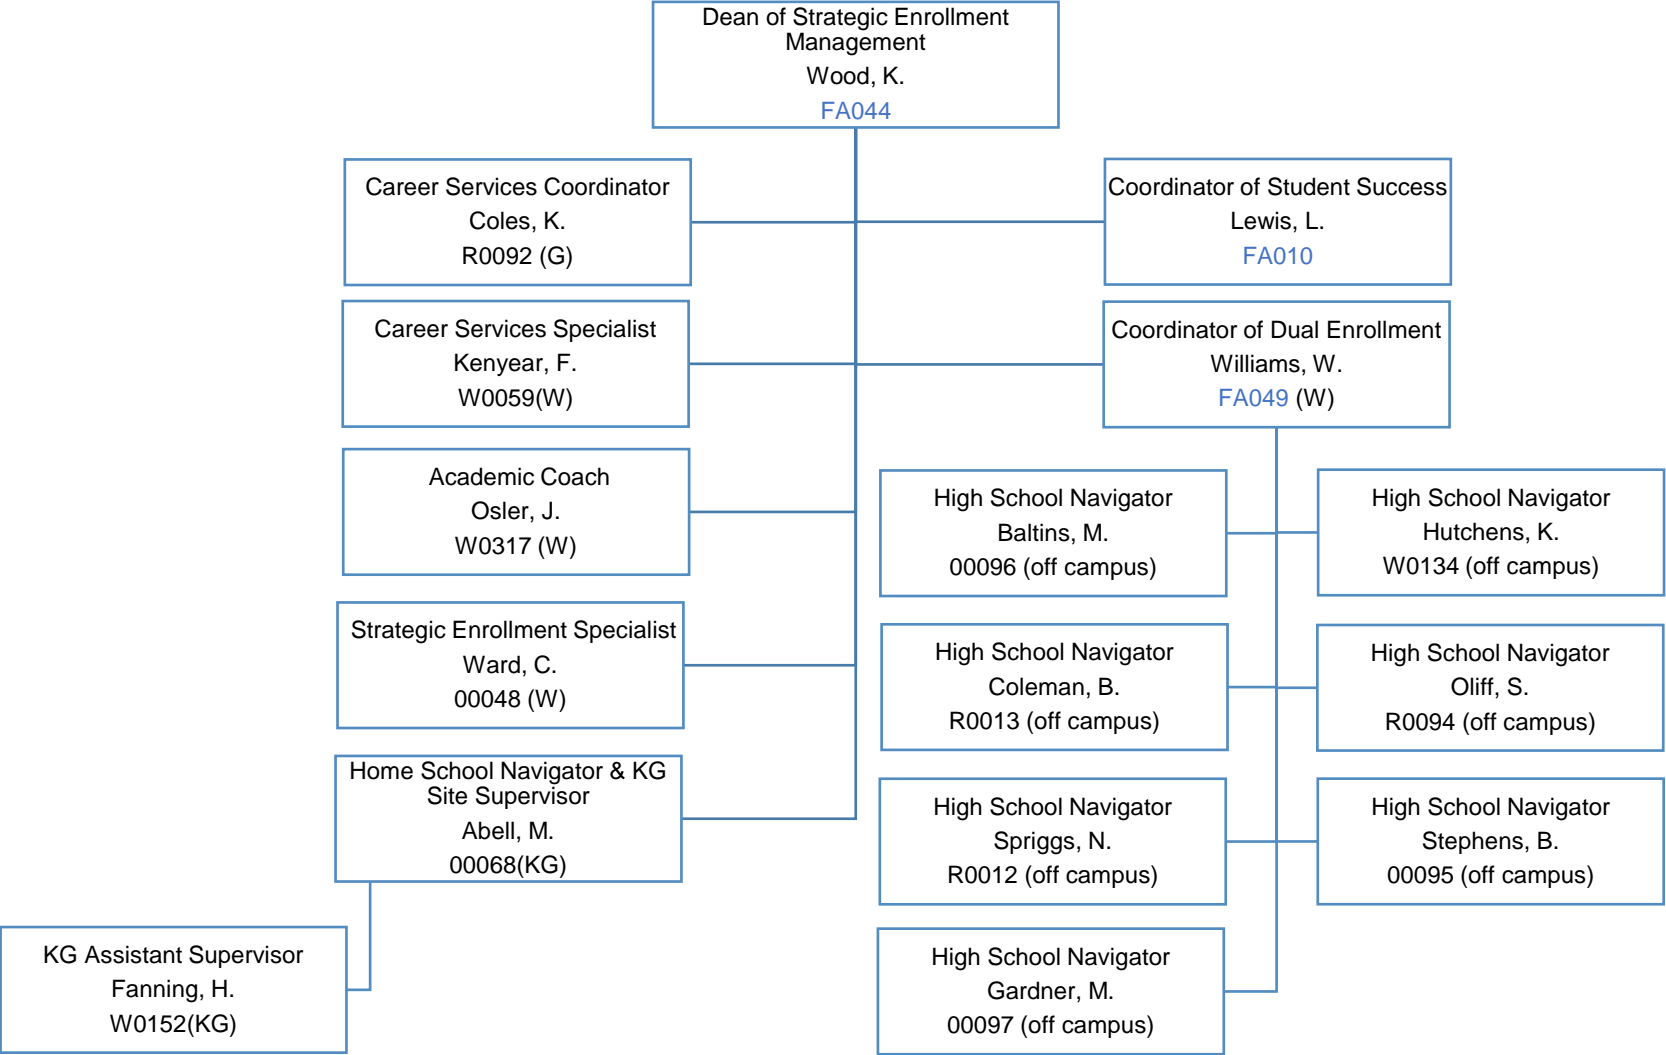 Dean of Strategic Enrollment
Management
Wood, K.
FA044
Career Services Coordinator
Coles, K.
R0092 (G)
Coordinator of Student Success
Lewis, L.
FA010
Career Services Specialist
Kenyear, F.
W0059(W)
Coordinator of Dual Enrollment
Williams, W.
FA049 (W)
Academic Coach
Osler, J.
W0317 (W)
High School Navigator
Baltins, M.
00096 (off campus)
High School Navigator
Hutchens, K.
W0134 (off campus)
Strategic Enrollment Specialist
Ward, C.
00048 (W)
High School Navigator
Coleman, B.
R0013 (off campus)
High School Navigator
Oliff, S.
R0094 (off campus)
Home School Navigator & KG
Site Supervisor
Abell, M.
00068(KG)
High School Navigator
Spriggs, N.
R0012 (off campus)
High School Navigator
Stephens, B.
00095 (off campus)
KG Assistant Supervisor
Fanning, H.
W0152(KG)
High School Navigator
Gardner, M.
00097 (off campus)